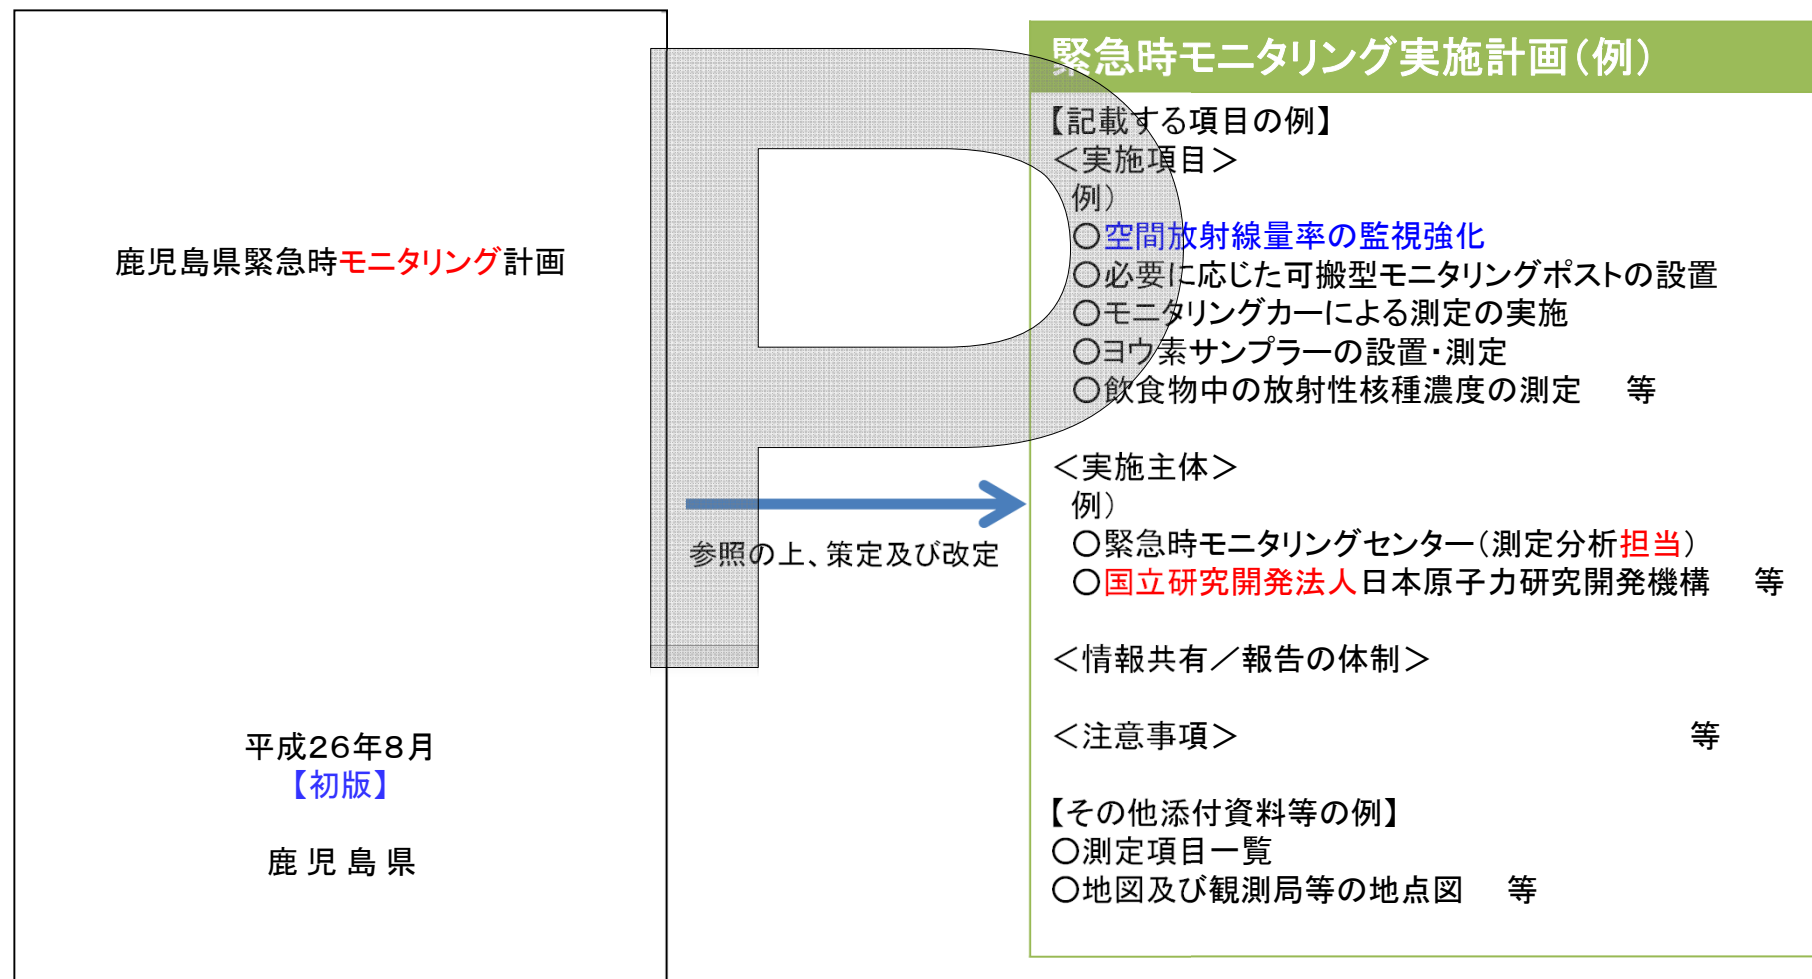 鹿児島県緊急時モニタリング計画
平成26年8月
【初版】
鹿児島県
P
参照の上、策定及び改定
緊急時モニタリング実施計画(例)
【記載する項目の例】
<実施項目>
例)
○空間放射線量率の監視強化
○必要に応じた可搬型モニタリングポストの設置
○モニタリングカーによる測定の実施
○ヨウ素サンプラーの設置・測定
○飲食物中の放射性核種濃度の測定 等
<実施主体>
例)
○緊急時モニタリングセンター(測定分析担当)
○国立研究開発法人日本原子力研究開発機構 等
<情報共有/報告の体制>
<注意事項> 等
【その他添付資料等の例】
○測定項目一覧
○地図及び観測局等の地点図 等